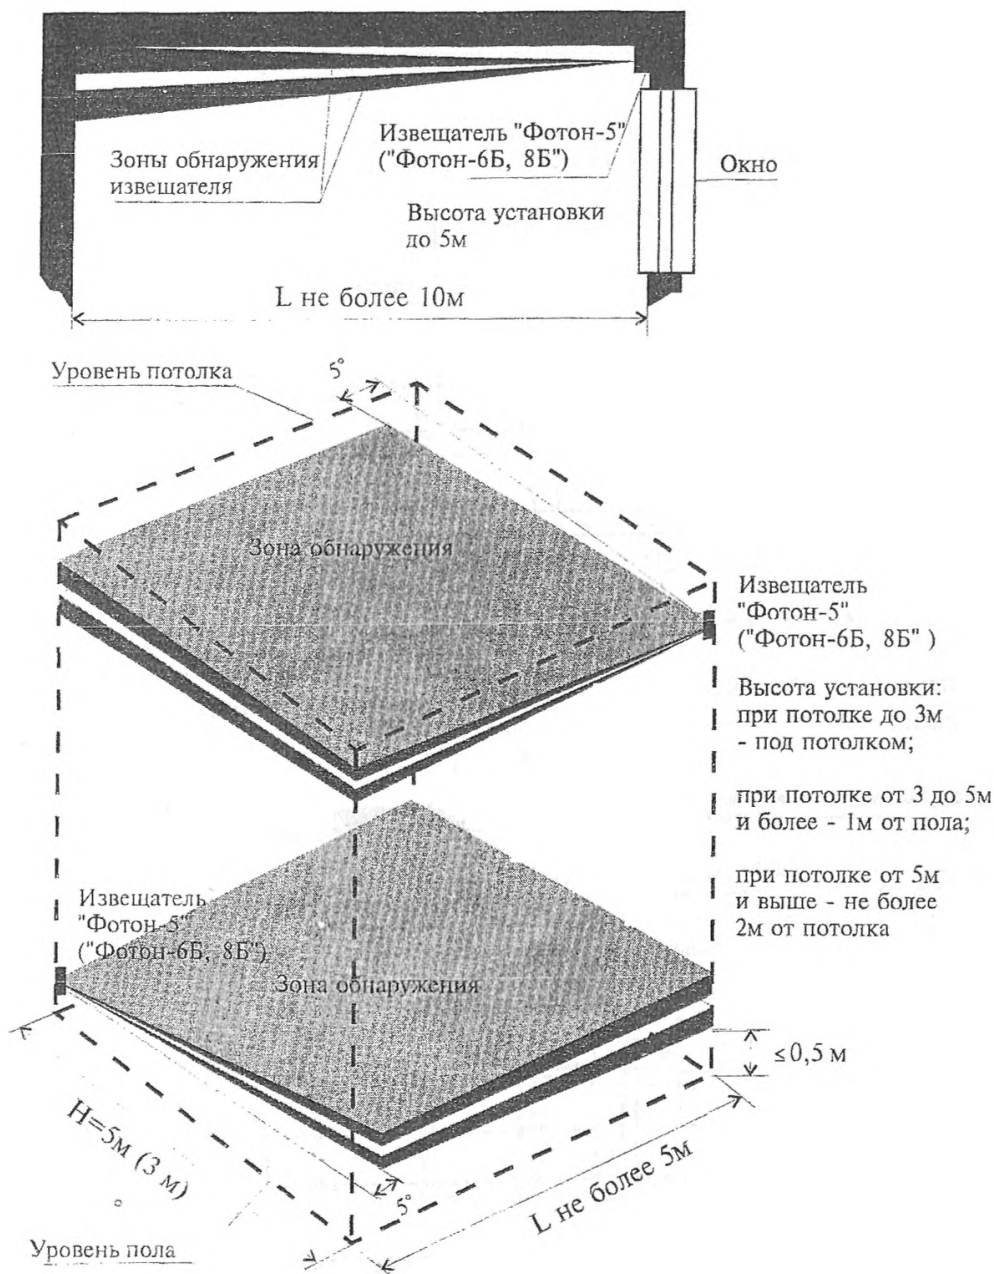 Зоны обнаружения
извещателя
Извещатель "Фотон-5"
("Фотон-6Б, 8Б")
Окно
Высота установки
до 5м
L не более 10м
Уровень потолка
5°
Зона обнаружения
Извещатель
"Фотон-5"
("Фотон-6Б, 8Б" )
Высота установки:
при потолке до 3м
- под потолком;
при потолке от 3 до 5м
и более - 1м от пола;
при потолке от 5м
и выше - не более
2м от потолка
Извещатель
"Фотон-5"
("Фотон-6Б, 8Б")
Зона обнаружения
≤0,5 м
H=5м (3 м)
5°
L не более 5м
Уровень пола